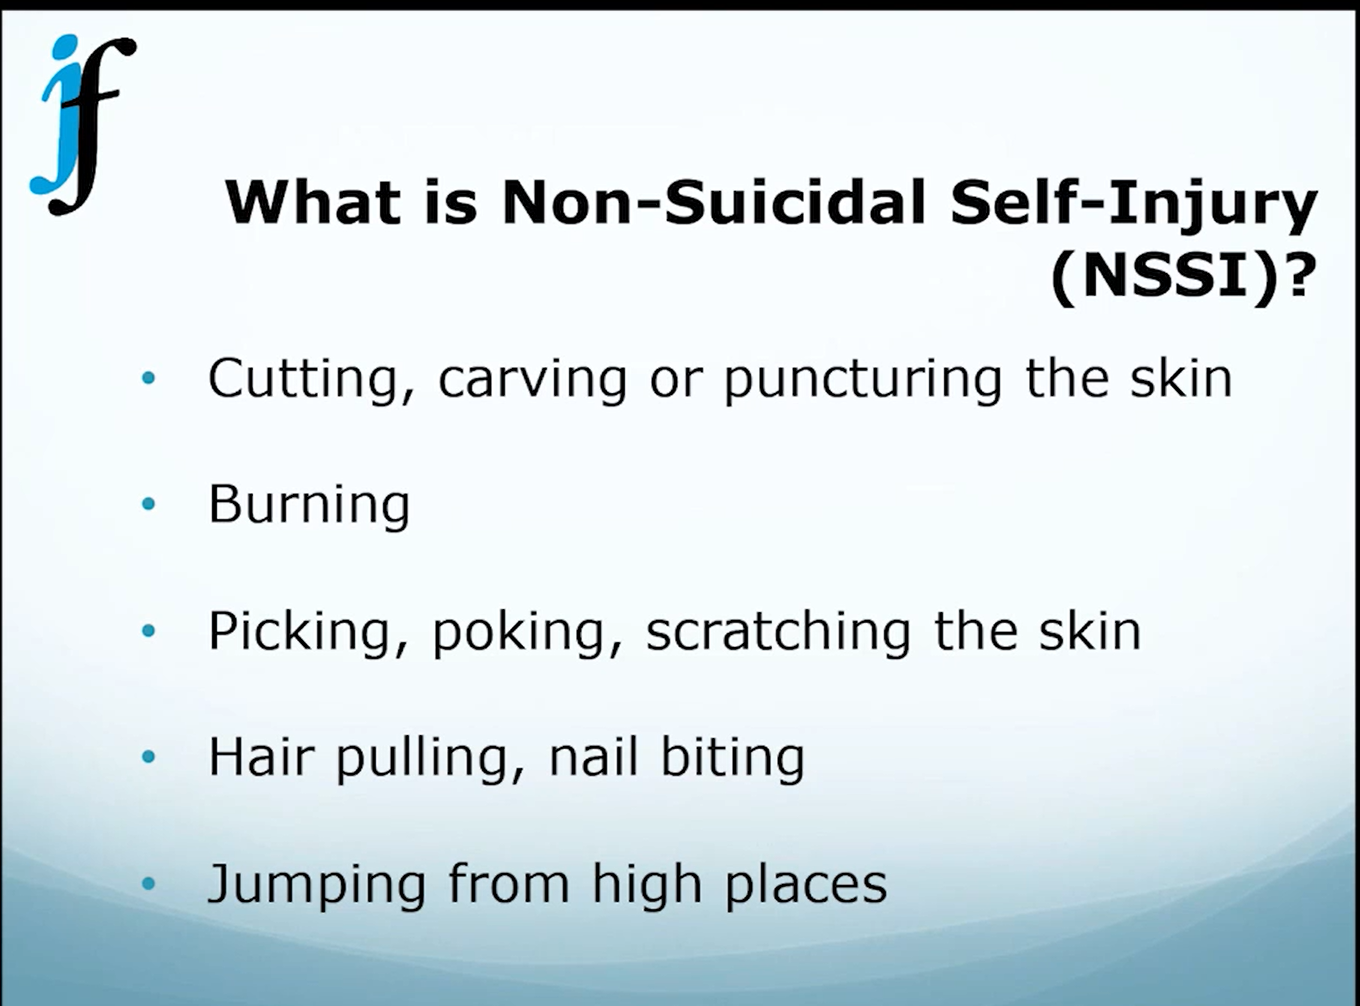 jf
What is Non-Suicidal Self-Injury
(NSSI)?
• Cutting, carving or puncturing the skin
• Burning
• Picking, poking, scratching the skin
• Hair pulling, nail biting
• Jumping from high places